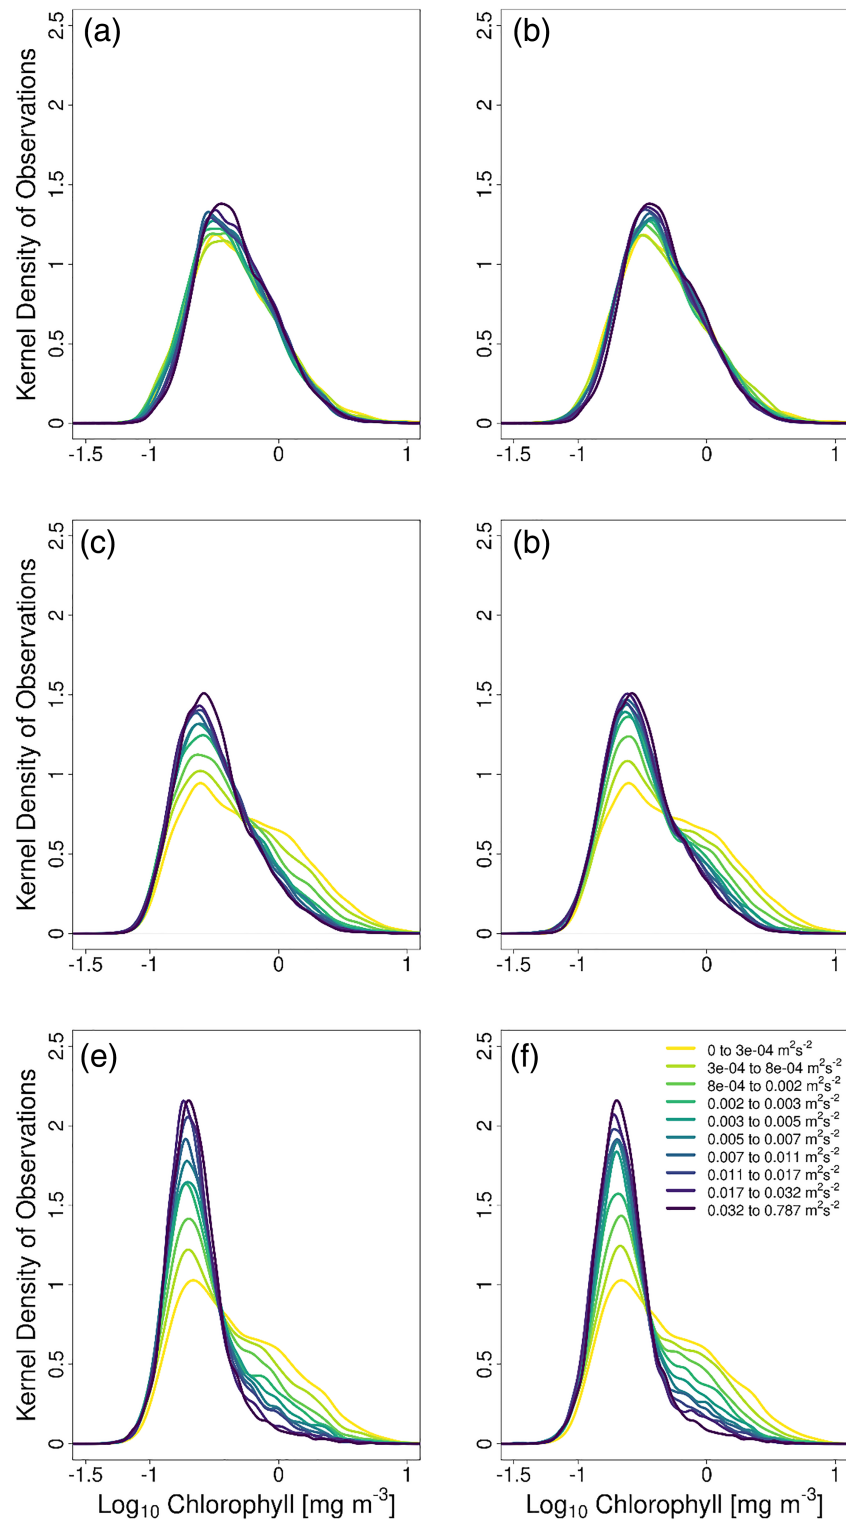 (a)
Kernel Density of Observations
2.5
2
1.5
1
0.5
0
-1.5 -1 0 1
(b)
2.5
2
1.5
1
0.5
0
-1.5 -1 0 1
(c)
Kernel Density of Observations
2.5
2
1.5
1
0.5
0
-1.5 -1 0 1
(b)
2.5
2
1.5
1
0.5
0
-1.5 -1 0 1
(e)
Kernel Density of Observations
2.5
2
1.5
1
0.5
0
-1.5 -1 0 1
Log₁₀ Chlorophyll [mg m⁻³]
(f)
2.5
2
1.5
1
0.5
0
0 to 3e-04 m²s⁻²
3e-04 to 8e-04 m²s⁻²
8e-04 to 0.002 m²s⁻²
0.002 to 0.003 m²s⁻²
0.003 to 0.005 m²s⁻²
0.005 to 0.007 m²s⁻²
0.007 to 0.011 m²s⁻²
0.011 to 0.017 m²s⁻²
0.017 to 0.032 m²s⁻²
0.032 to 0.787 m²s⁻²
-1.5 -1 0 1
Log₁₀ Chlorophyll [mg m⁻³]